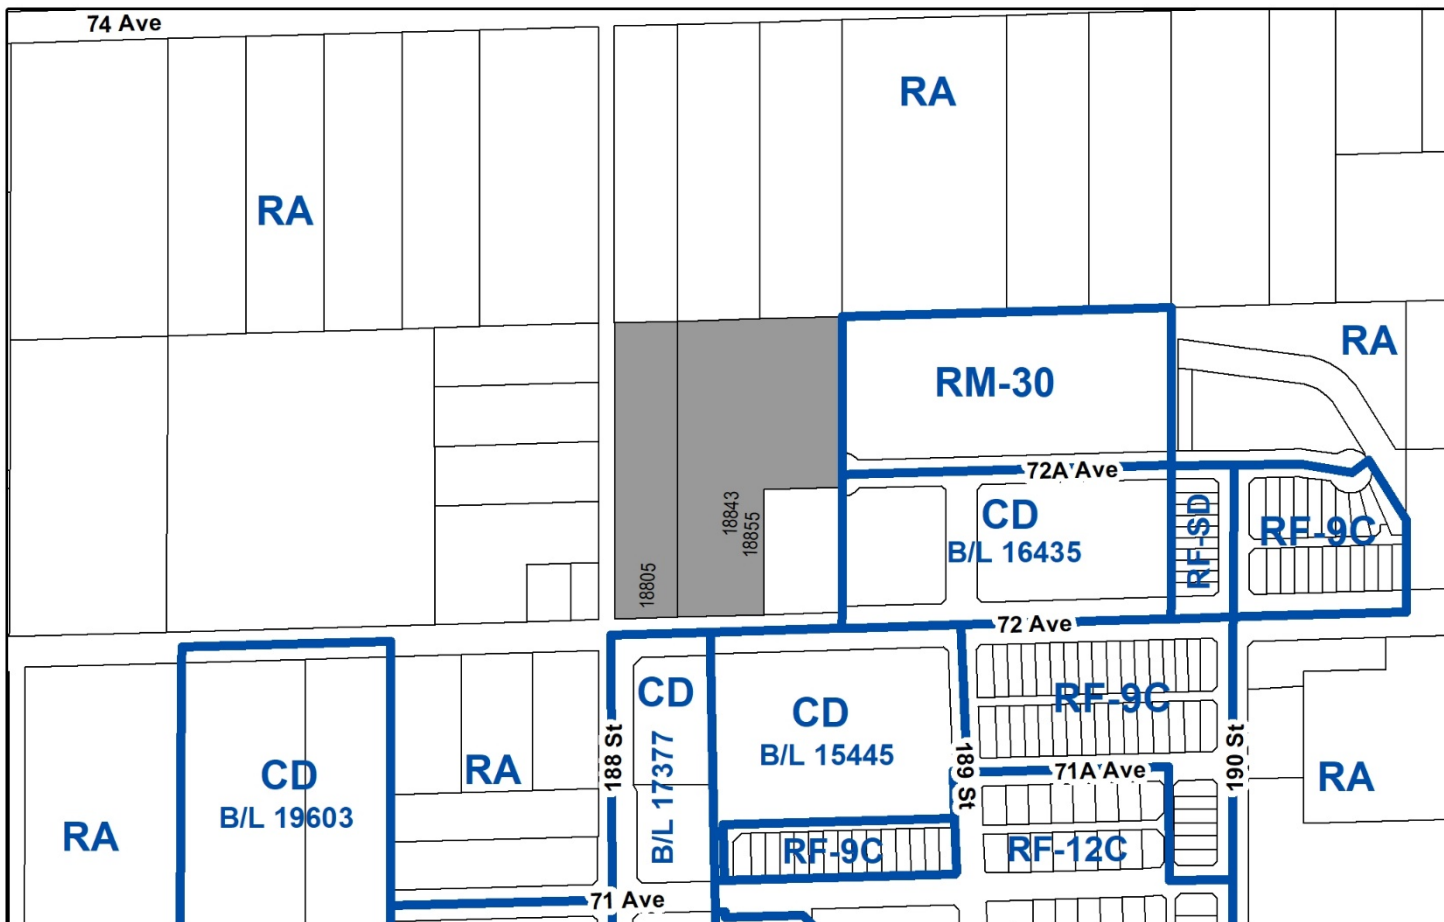 74 Ave
RA
RA
RA
RM-30
72A Ave
CD
B/L 16435
RF-SD
RF-9C
18843
18855
18805
72 Ave
CD
B/L 17377
188 St
CD
B/L 15445
RF-9C
189 St
71A Ave
190 St
RA
CD
B/L 19603
RA
RA
RF-9C
RF-12C
71 Ave